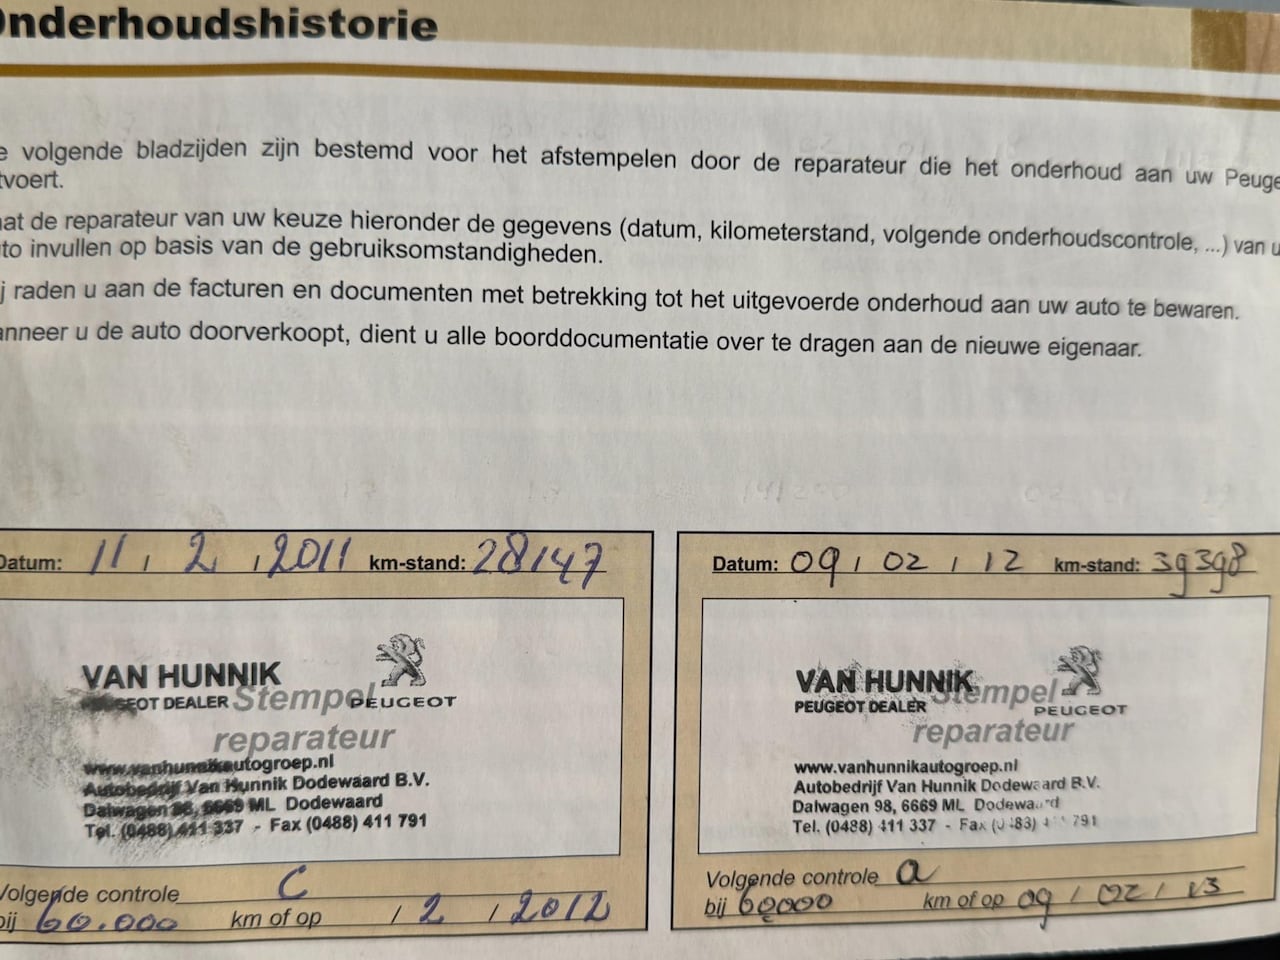 Onderhoudshistorie
volgende bladzijden zijn bestemd voor het afstempelen door de reparateur die het onderhoud aan uw Peuge
tvoert.
at de reparateur van uw keuze hieronder de gegevens (datum, kilometerstand, volgende onderhoudscontrole, ...) van u
to invullen op basis van de gebruiksomstandigheden.
j raden u aan de facturen en documenten met betrekking tot het uitgevoerde onderhoud aan uw auto te bewaren.
anneer u de auto doorverkoopt, dient u alle boorddocumentatie over te dragen aan de nieuwe eigenaar.
Datum: 11 / 2 / 2011 km-stand: 28147
VAN HUNNIK
PEUGEOT DEALER Stempel PEUGEOT
reparateur
www.vanhunnikautogroep.nl
Autobedrijf Van Hunnik Dodewaard B.V.
Dalwagen 98, 6669 ML Dodewaard
Tel. (0488) 411 337 - Fax (0488) 411 791
Volgende controle C
bij 60.000 km of op / 2 / 2012
Datum: 09 / 02 / 12 km-stand: 39398
VAN HUNNIK
PEUGEOT DEALER Stempel PEUGEOT
reparateur
www.vanhunnikautogroep.nl
Autobedrijf Van Hunnik Dodewaard B.V.
Dalwagen 98, 6669 ML Dodewaard
Tel. (0488) 411 337 - Fax (0488) 411 791
Volgende controle a
bij 60000 km of op 09 / 02 / 13